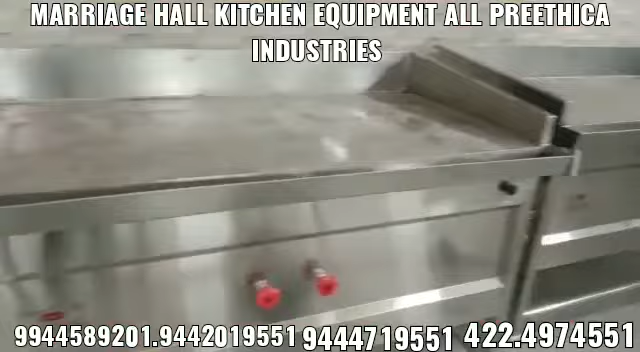 MARRIAGE HALL KITCHEN EQUIPMENT ALL PREETHICA
INDUSTRIES
9944589201.9442019551 9444719551 422.4974551